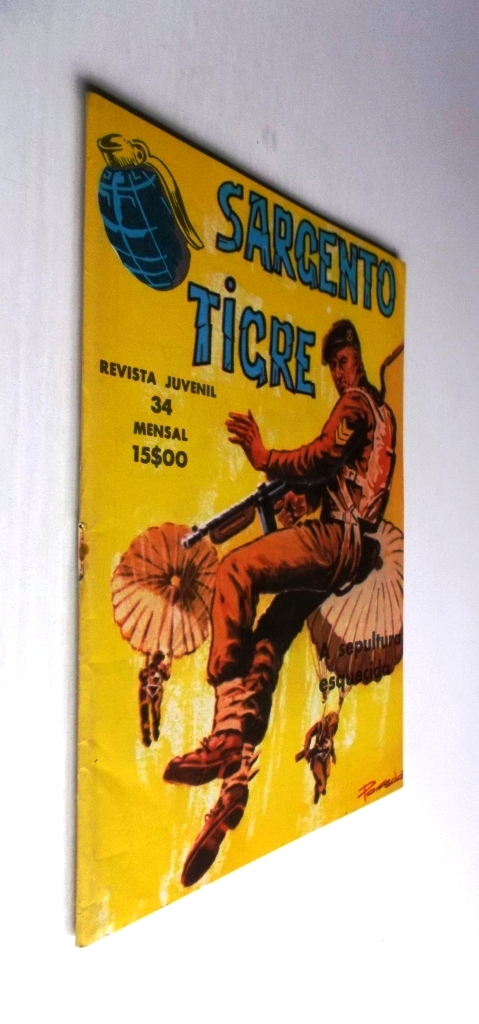 SARGENTO
TIGRE
REVISTA JUVENIL
34
MENSAL
15$00
A sepultura
esquecida